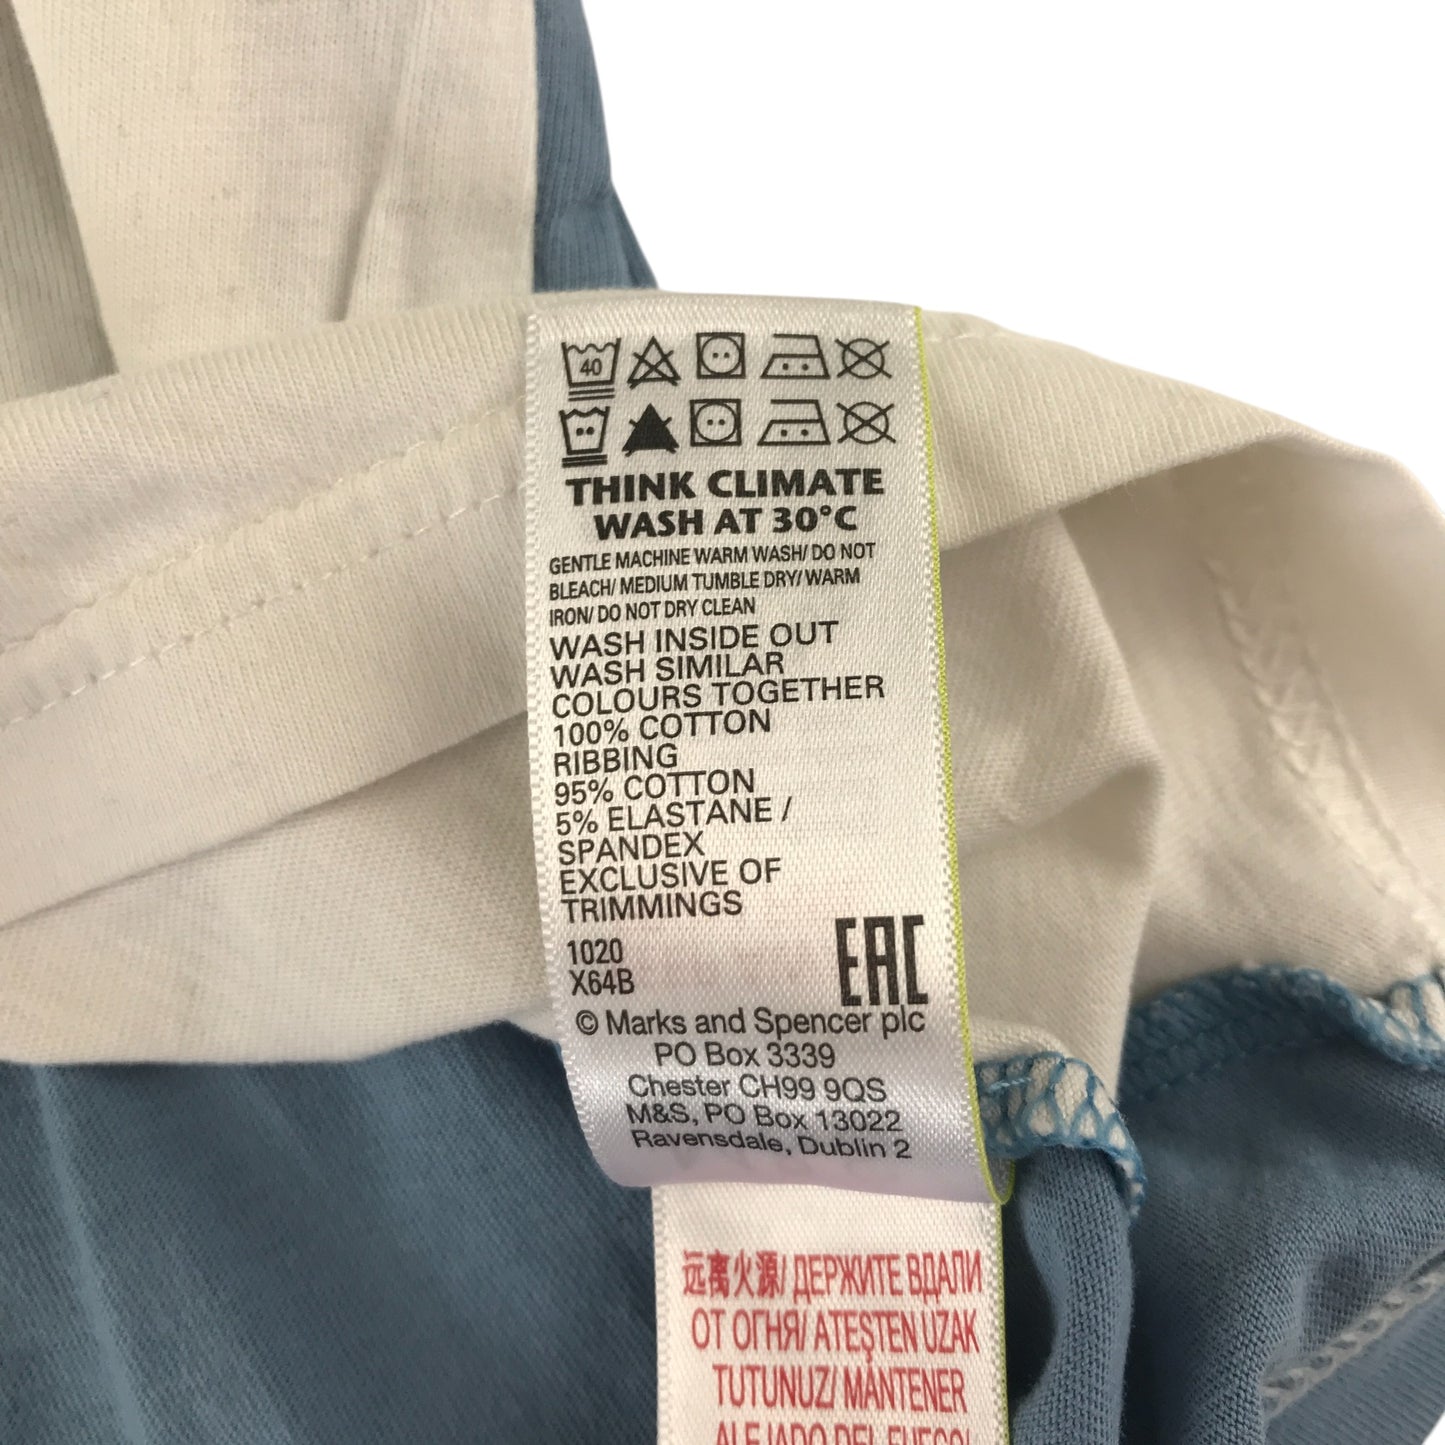 40
THINK CLIMATE
WASH AT 30°C
GENTLE MACHINE WARM WASH/ DO NOT
BLEACH/ MEDIUM TUMBLE DRY/ WARM
IRON/ DO NOT DRY CLEAN
WASH INSIDE OUT
WASH SIMILAR
COLOURS TOGETHER
100% COTTON
RIBBING
95% COTTON
5% ELASTANE /
SPANDEX
EXCLUSIVE OF
TRIMMINGS
1020
X64B
EAC
© Marks and Spencer plc
PO Box 3339
Chester CH99 9QS
M&S, PO Box 13022
Ravensdale, Dublin 2
远离火源/ ДЕРЖИТЕ ВДАЛИ
ОТ ОГНЯ/ ATEŞTEN UZAK
TUTUNUZ/ MANTENER
ALEJADO DEL FUEGO/